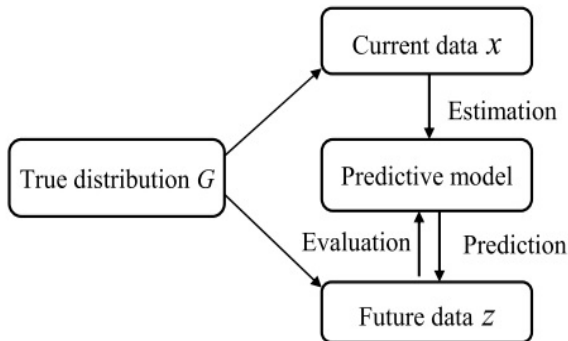 Current data x
Estimation
True distribution G
Predictive model
Evaluation
Prediction
Future data z